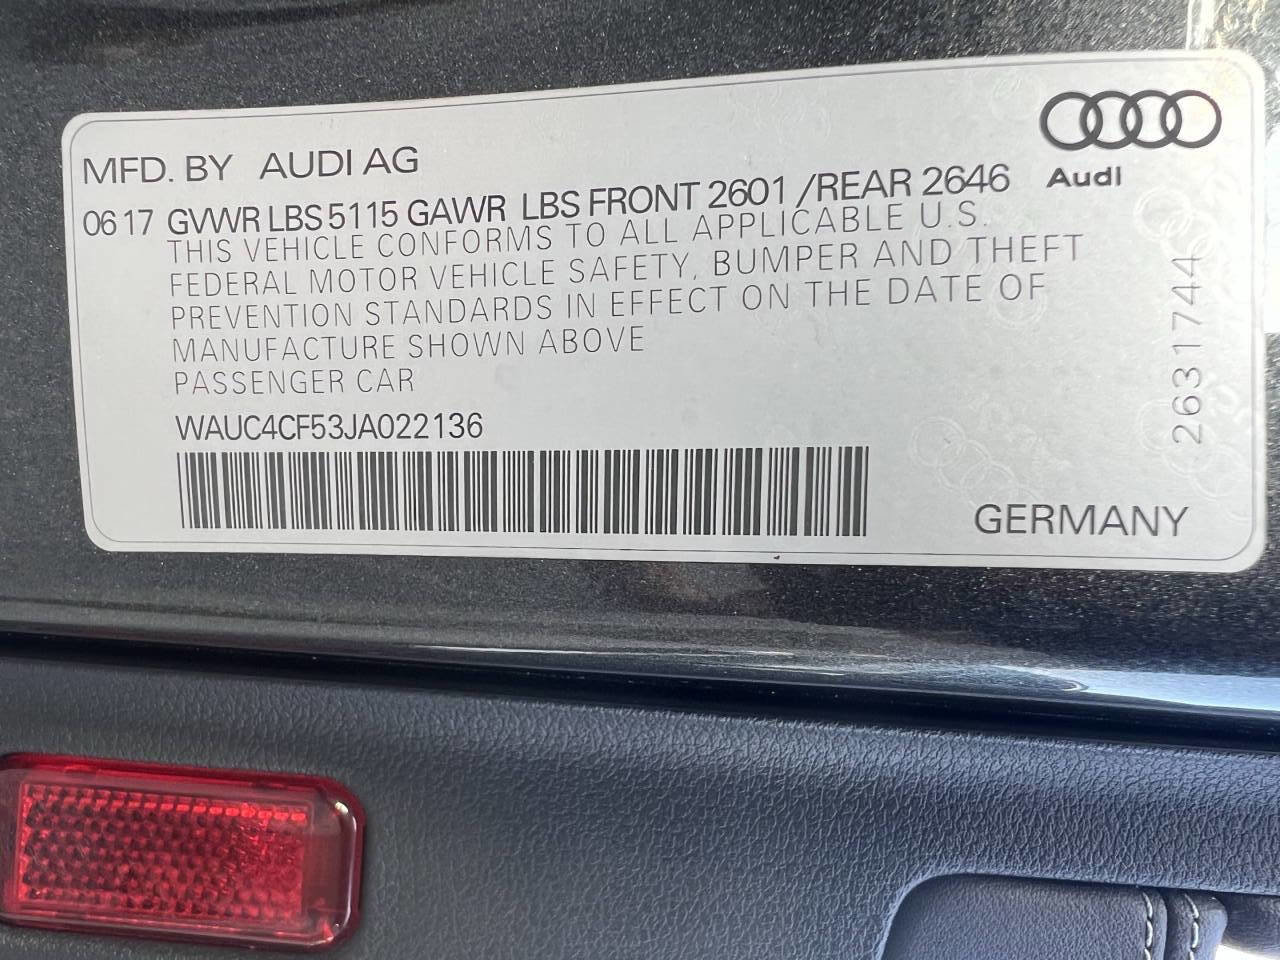 MFD. BY AUDI AG
Audi
06 17 GVWR LBS 5115 GAWR LBS FRONT 2601 /REAR 2646
THIS VEHICLE CONFORMS TO ALL APPLICABLE U.S.
FEDERAL MOTOR VEHICLE SAFETY, BUMPER AND THEFT
PREVENTION STANDARDS IN EFFECT ON THE DATE OF
MANUFACTURE SHOWN ABOVE
PASSENGER CAR
WAUC4CF53JA022136
2631744
GERMANY